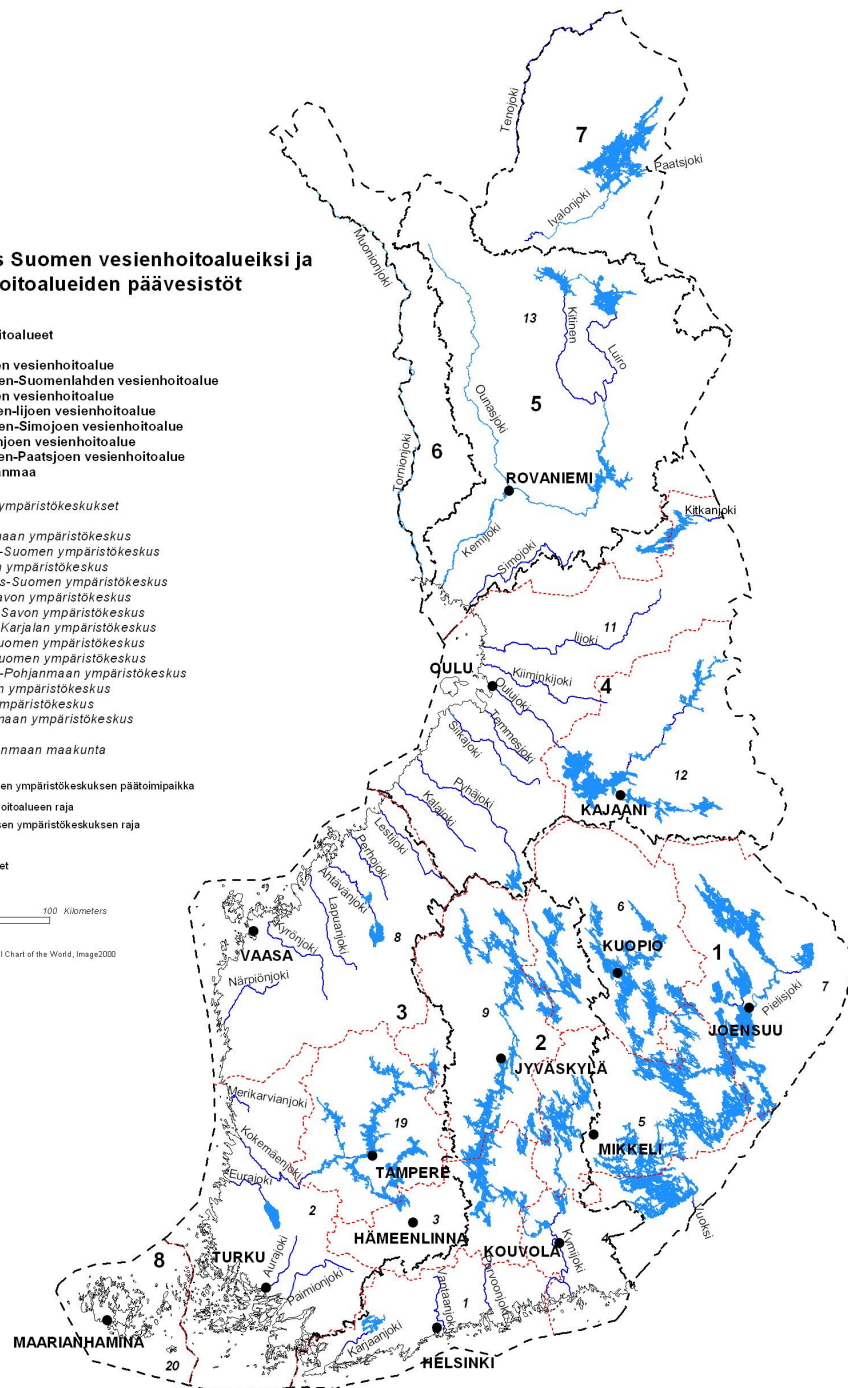 s Suomen vesienhoitoalueiksi ja
oitoalueiden päävesistöt
itoalueet
en vesienhoitoalue
en-Suomenlahden vesienhoitoalue
en vesienhoitoalue
en-Iijoen vesienhoitoalue
en-Simojoen vesienhoitoalue
njoen vesienhoitoalue
en-Paatsjoen vesienhoitoalue
anmaa
ympäristökeskukset
maan ympäristökeskus
-Suomen ympäristökeskus
n ympäristökeskus
s-Suomen ympäristökeskus
avon ympäristökeskus
Savon ympäristökeskus
Karjalan ympäristökeskus
uomen ympäristökeskus
uomen ympäristökeskus
-Pohjanmaan ympäristökeskus
n ympäristökeskus
mpäristökeskus
maan ympäristökeskus
nmaan maakunta
en ympäristökeskuksen päätoimipaikka
oitoalueen raja
sen ympäristökeskuksen raja
et
100 Kilometers
l Chart of the World, Image2000
Tenojoki
7
Paatsjoki
Ivalonjoki
Muonionjoki
13
Kitinen
Luiro
Ounasjoki
5
6
Tornionjoki
ROVANIEMI
Kitkanjoki
Kemijoki
Simojoki
11
Iijoki
OULU
Kiiminkijoki
4
Oulujoki
Temmesjoki
Siikajoki
12
Pyhäjoki
Kalajoki
KAJAANI
Lestijoki
Perhojoki
Ähtävänjoki
Lapuanjoki
6
Kyrönjoki
8
KUOPIO
1
VAASA
Närpiönjoki
7
Pielisjoki
3
9
JOENSUU
2
JYVÄSKYLÄ
Merikarvianjoki
19
5
Kokemäenjoki
MIKKELI
TAMPERE
Eurajoki
2
3
Vuoksi
HÄMEENLINNA
KOUVOLA
Kymijoki
4
8
TURKU
Aurajoki
Paimionjoki
Vantaanjoki
1
Porvoonjoki
MAARIANHAMINA
Karjaanjoki
20
HELSINKI